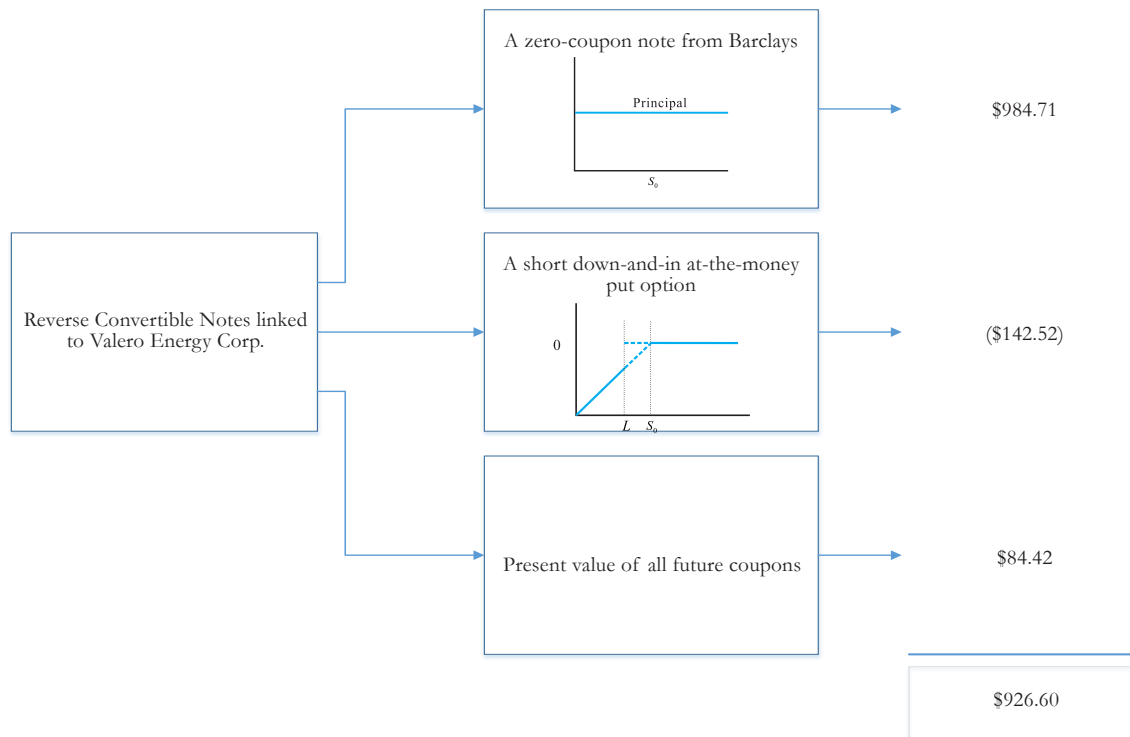 A zero-coupon note from Barclays
Principal
S₀
$984.71
Reverse Convertible Notes linked
to Valero Energy Corp.
A short down-and-in at-the-money
put option
0
L S₀
($142.52)
Present value of all future coupons
$84.42
$926.60